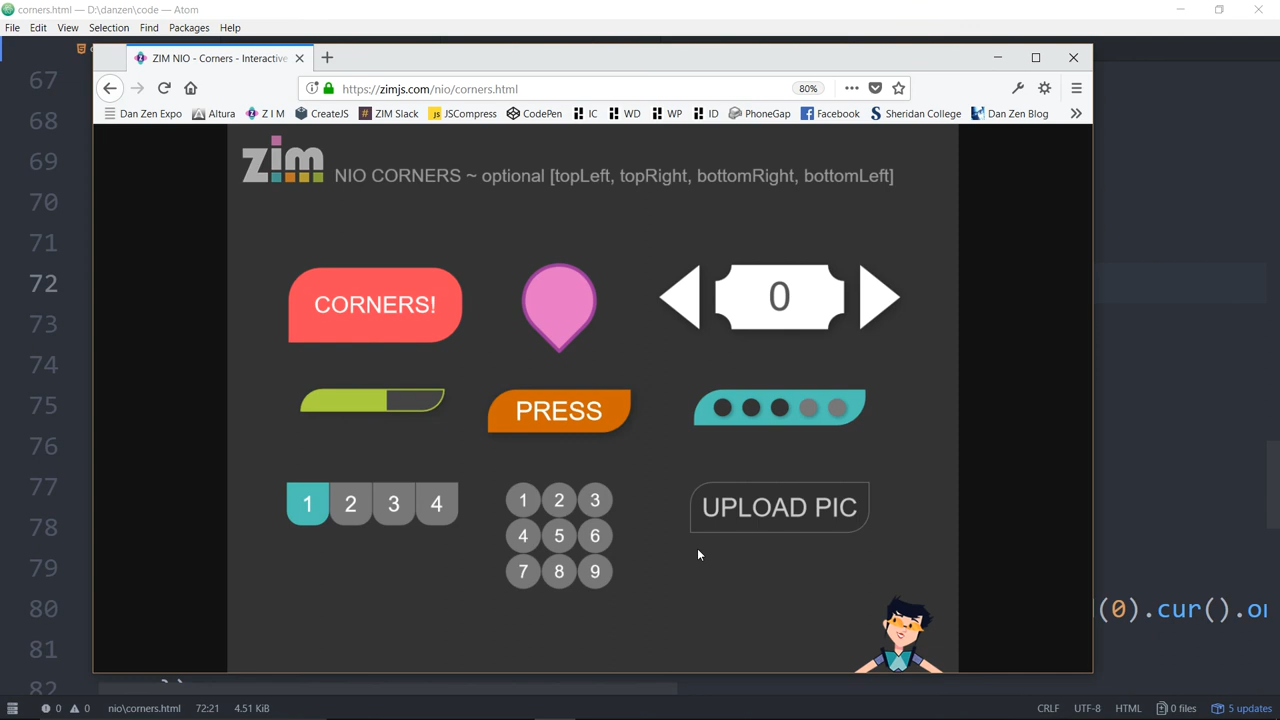 corners.html — D:\danzen\code — Atom
File Edit View Selection Find Packages Help
ZIM NIO - Corners - Interactive
https://zimjs.com/nio/corners.html
80%
Dan Zen Expo Altura Z I M CreateJS ZIM Slack JSCompress CodePen IC WD WP ID PhoneGap Facebook Sheridan College Dan Zen Blog
zim NIO CORNERS ~ optional [topLeft, topRight, bottomRight, bottomLeft]
CORNERS!
0
PRESS
1 2 3 4
1 2 3
4 5 6
7 8 9
UPLOAD PIC
67
68
69
70
71
72
73
74
75
76
77
78
79
80 (0).cur().on
81
82
0 0 nio\corners.html 72:21 4.51 KiB CRLF UTF-8 HTML 0 files 5 updates